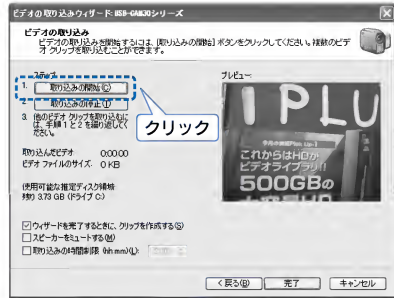 ビデオの取り込みウィザード: USB-CAM30シリーズ
ビデオの取り込み
ビデオの取り込みを開始するには、[取り込みの開始] ボタンをクリックしてください。複数のビデ
オ クリップを取り込むことができます。
ステップ
1. 取り込みの開始(C)
2. 取り込みの停止(T)
3. 他のビデオ クリップを取り込むに
は、手順 1 と 2 を繰り返してく
ださい。
クリック
取り込んだビデオ: 0:00:00
ビデオ ファイルのサイズ: 0 KB
使用可能な推定ディスク領域
残り 3.73 GB (ドライブ C:)
プレビュー
I PLU
これからはHDが
ビデオライブラリ!!
500GBの
ウィザードを完了するときに、クリップを作成する(S)
スピーカーをミュートする(M)
取り込みの時間制限 (hh:mm)(L):
< 戻る(B)
完了
キャンセル